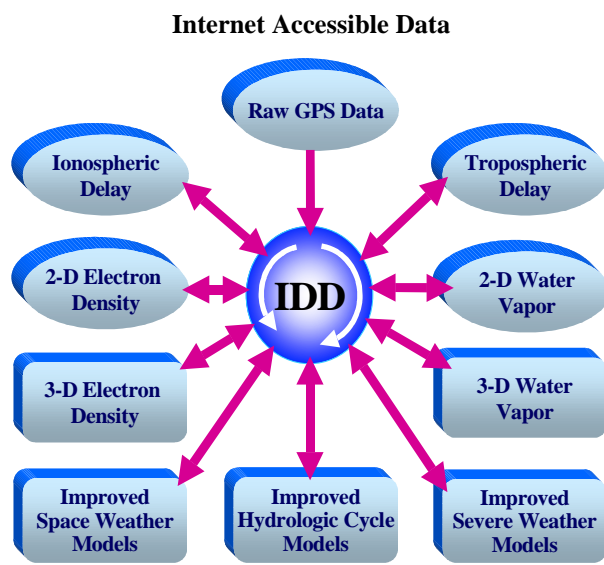 Internet Accessible Data
Raw GPS Data
Ionospheric
Delay
Tropospheric
Delay
2-D Electron
Density
IDD
2-D Water
Vapor
3-D Electron
Density
3-D Water
Vapor
Improved
Space Weather
Models
Improved
Hydrologic Cycle
Models
Improved
Severe Weather
Models